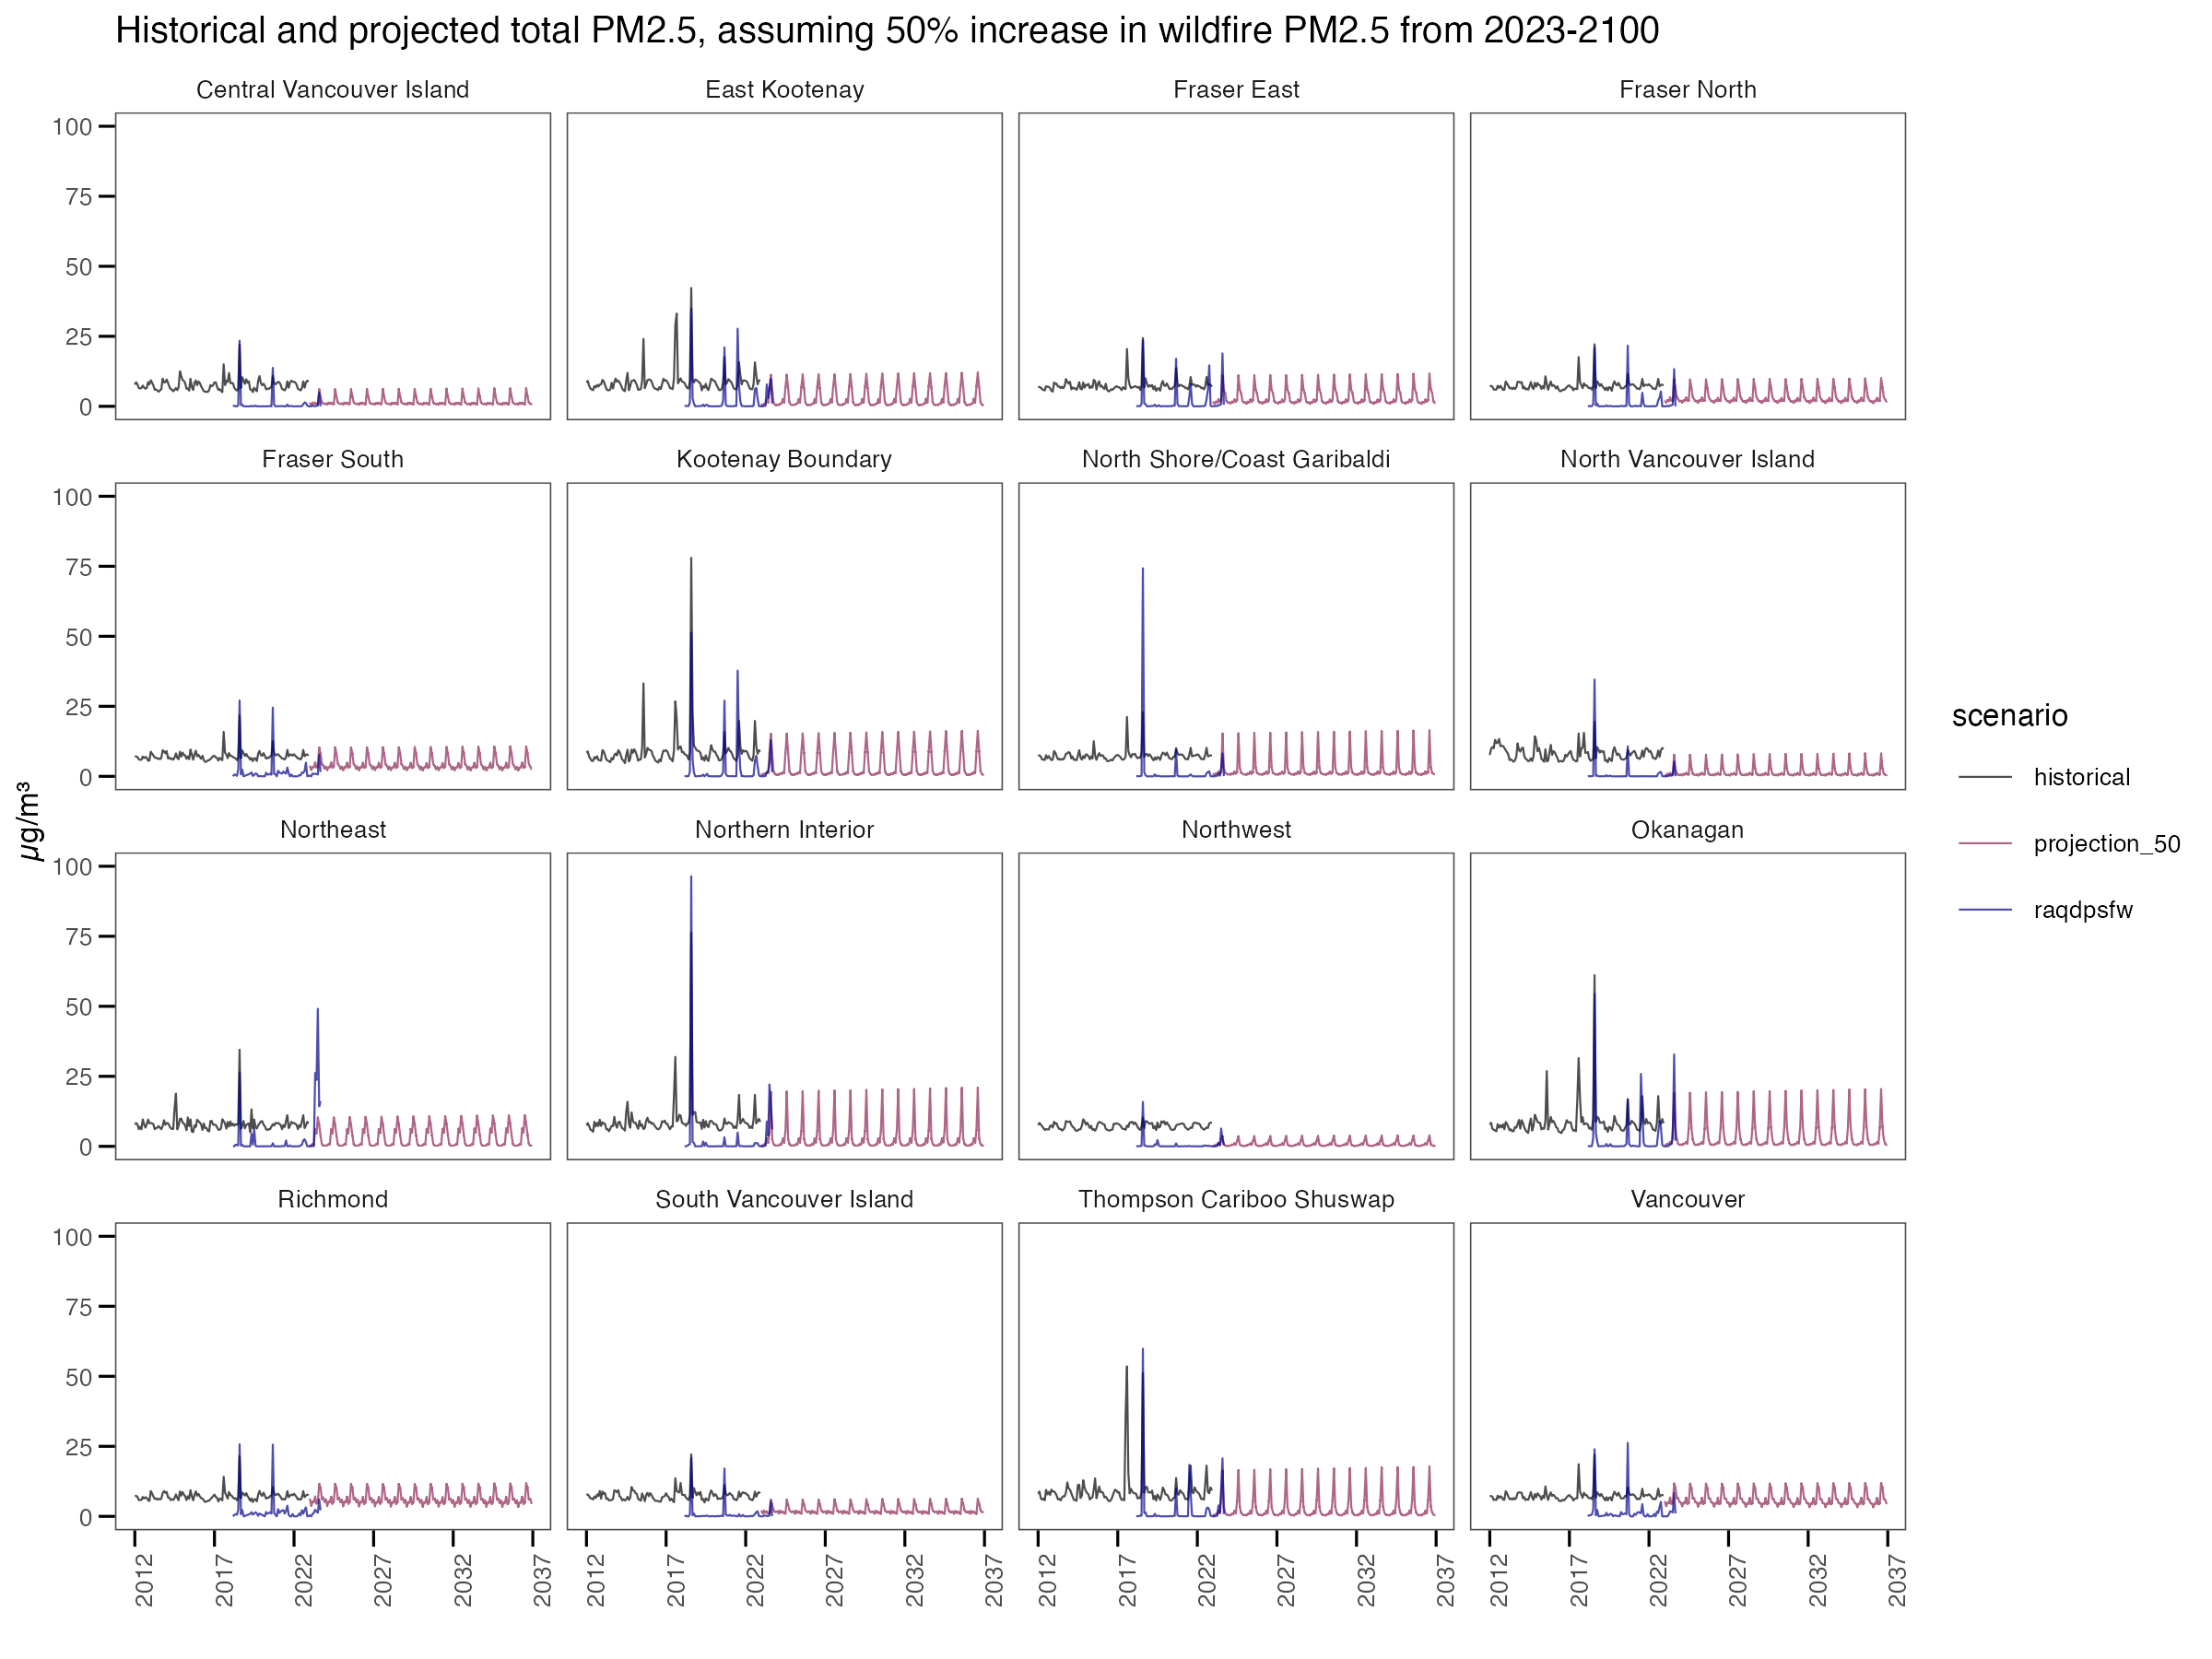 Historical and projected total PM2.5, assuming 50% increase in wildfire PM2.5 from 2023-2100
Central Vancouver Island
East Kootenay
Fraser East
Fraser North
100
75
50
25
0
Fraser South
Kootenay Boundary
North Shore/Coast Garibaldi
North Vancouver Island
100
75
50
25
0
Northeast
Northern Interior
Northwest
Okanagan
100
75
50
25
0
Richmond
South Vancouver Island
Thompson Cariboo Shuswap
Vancouver
100
75
50
25
0
2012 2017 2022 2027 2032 2037
2012 2017 2022 2027 2032 2037
2012 2017 2022 2027 2032 2037
2012 2017 2022 2027 2032 2037
µg/m³
scenario
historical
projection_50
raqdpsfw